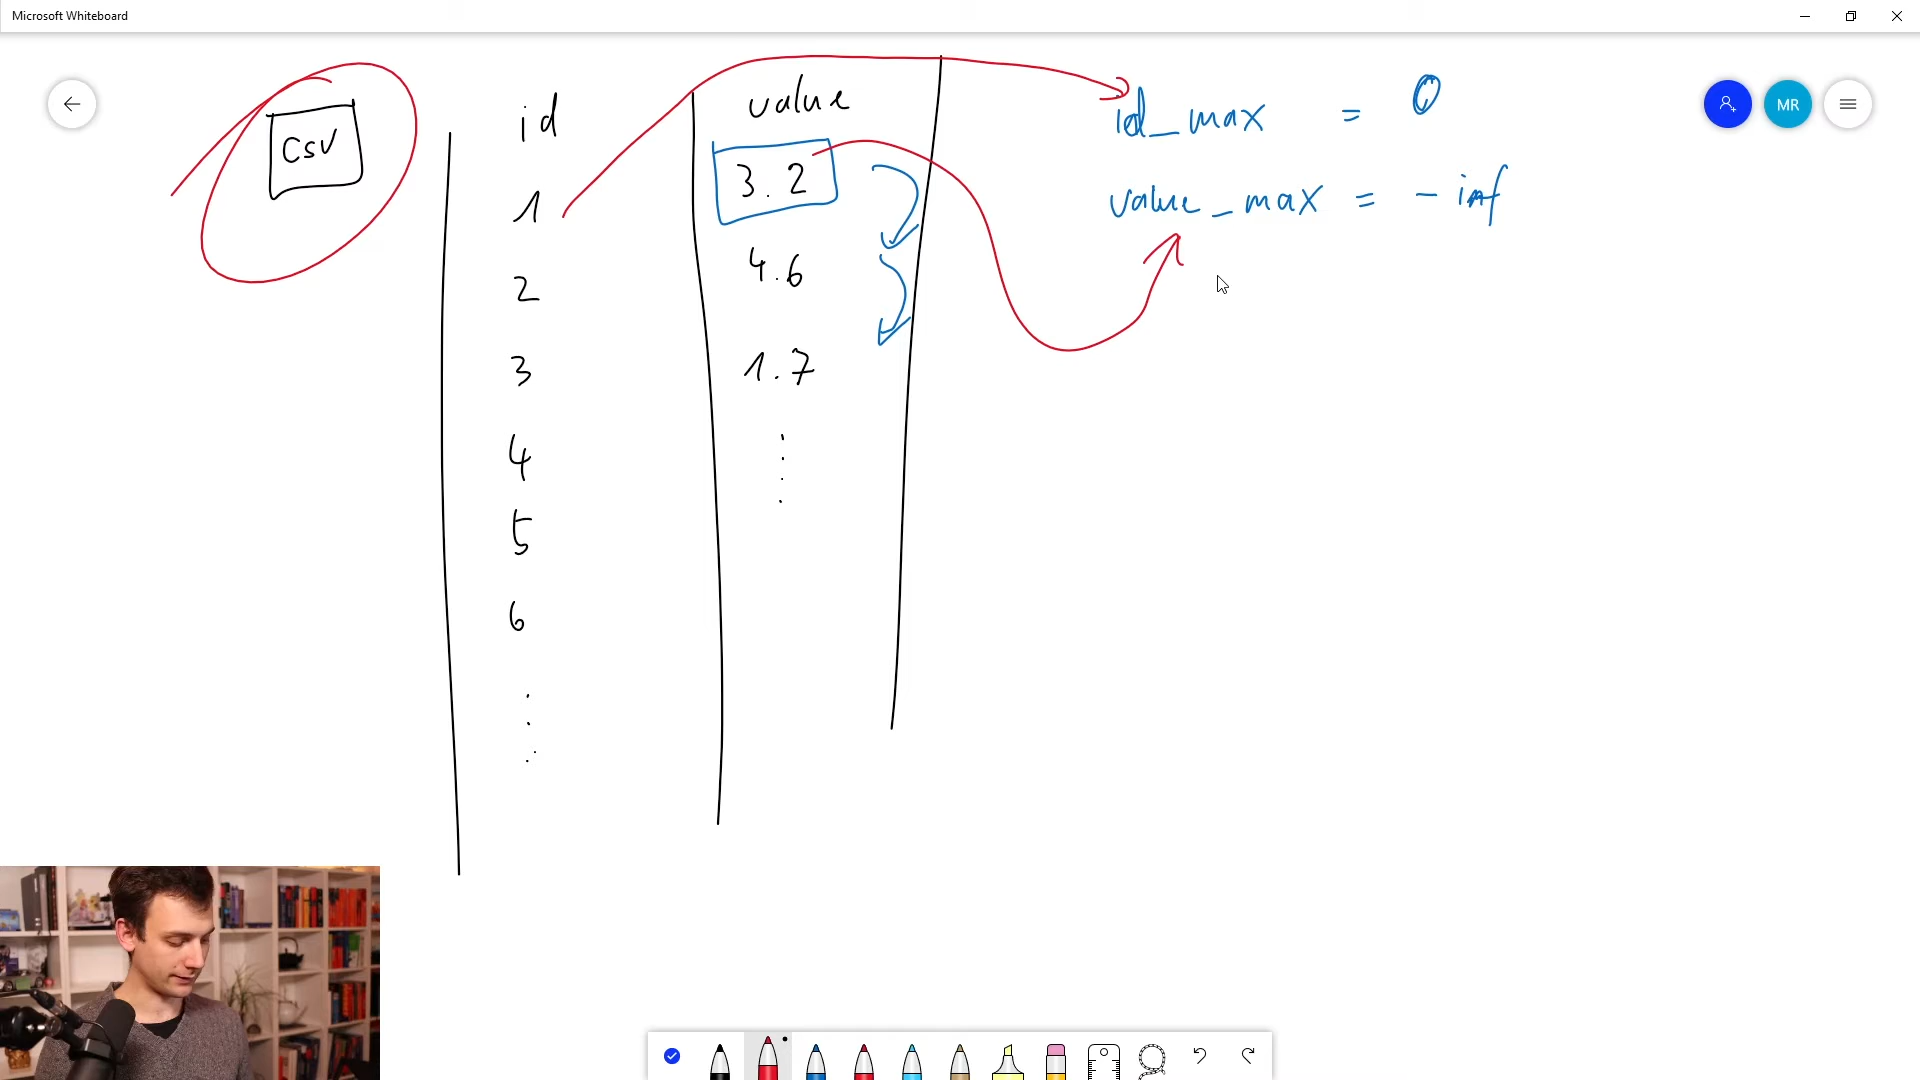 Microsoft Whiteboard
csv
id
value
id_max = 0
value_max = - inf
MR
1
3.2
2
4.6
3
1.7
4
5
6